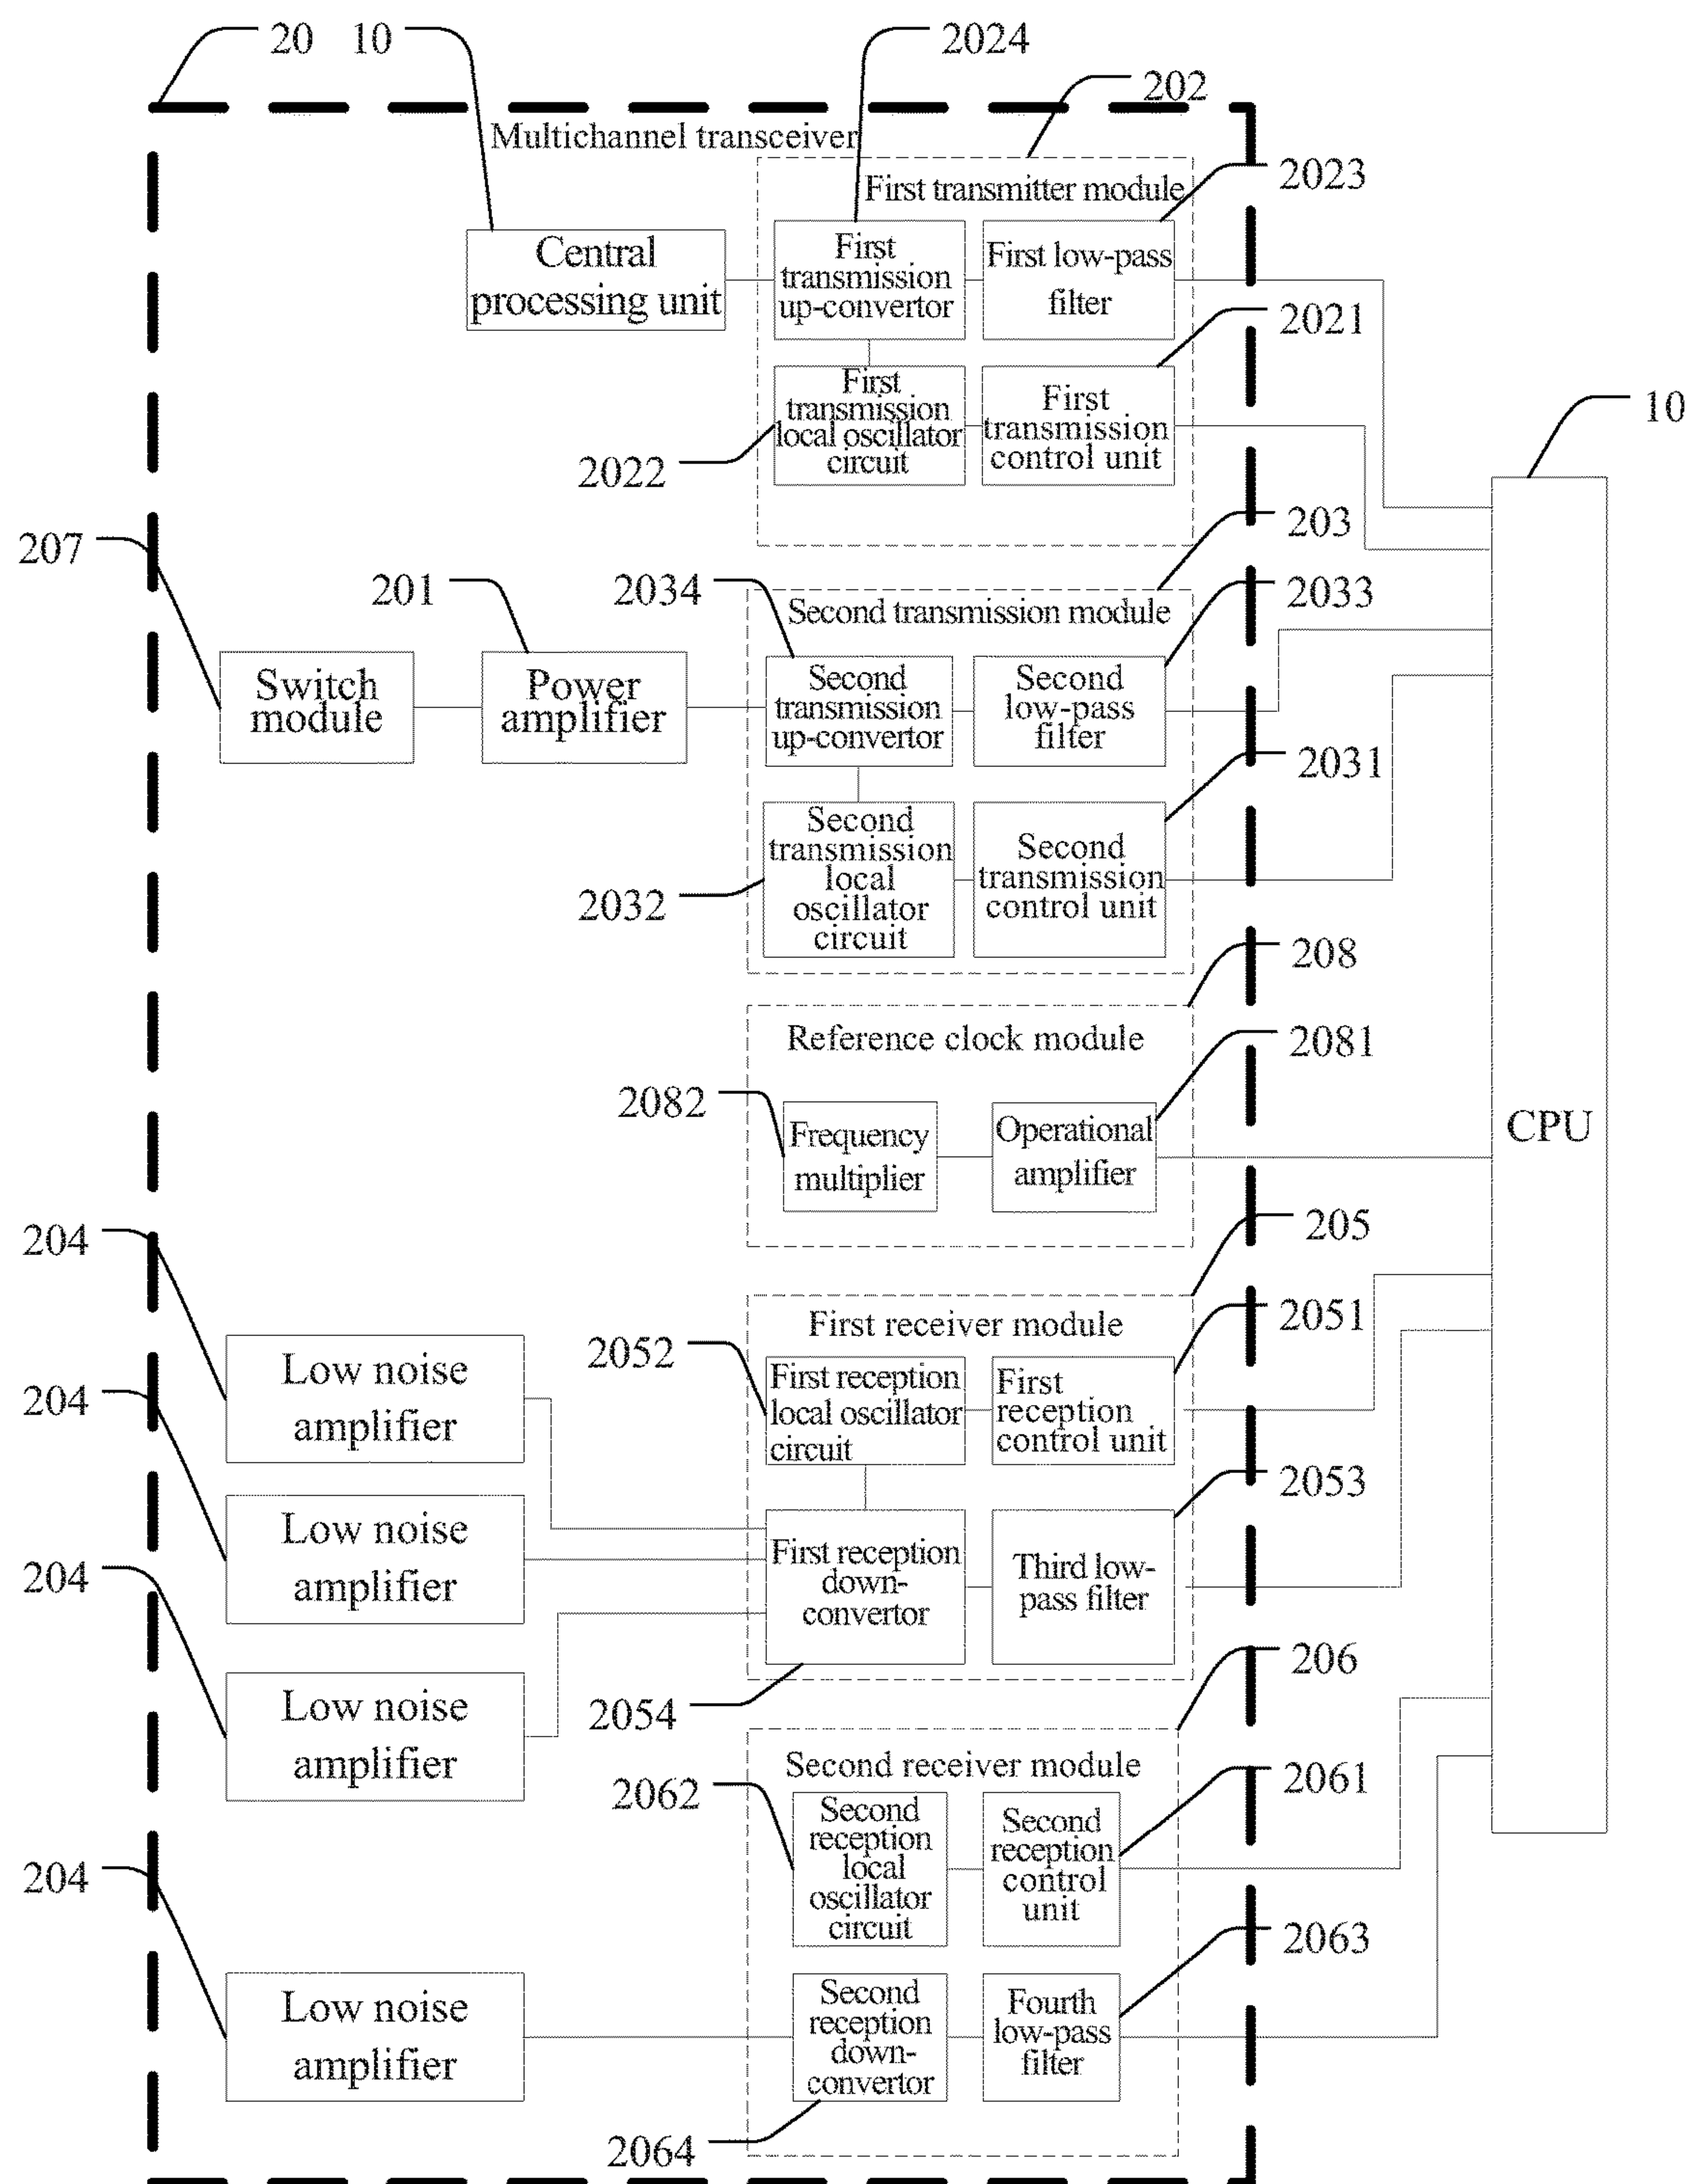 20
10
2024
202
Multichannel transceiver
First transmitter module
2023
Central
processing unit
First
transmission
up-convertor
First low-pass
filter
2021
First
transmission
local oscillator
circuit
First
transmission
control unit
2022
10
203
207
201
2034
Second transmission module
2033
Switch
module
Power
amplifier
Second
transmission
up-convertor
Second
low-pass
filter
2031
Second
transmission
local
oscillator
circuit
Second
transmission
control unit
2032
208
Reference clock module
2081
2082
Frequency
multiplier
Operational
amplifier
CPU
204
205
First receiver module
2051
2052
Low noise
amplifier
First reception
local oscillator
circuit
First
reception
control unit
204
2053
Low noise
amplifier
First reception
down-
convertor
Third low-
pass filter
204
206
2054
Low noise
amplifier
Second receiver module
2061
2062
Second
reception
local
oscillator
circuit
Second
reception
control
unit
204
2063
Low noise
amplifier
Second
reception
down-
convertor
Fourth
low-pass
filter
2064